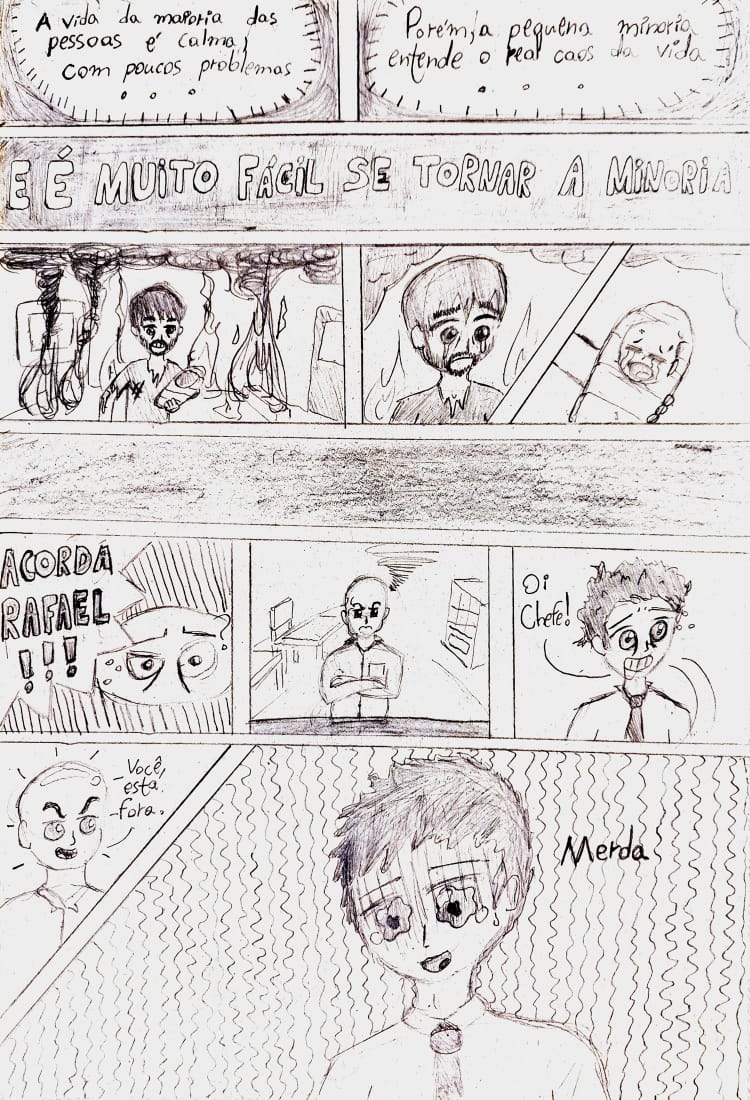 A vida da maioria das
pessoas é calma,
com poucos problemas
. . .
Porém, a pequena minoria
entende o real caos da vida
. . .
E É MUITO FÁCIL SE TORNAR A MINORIA
ACORDA
RAFAEL
!!!
Oi
Chefe!
Você,
esta
fora.
Merda